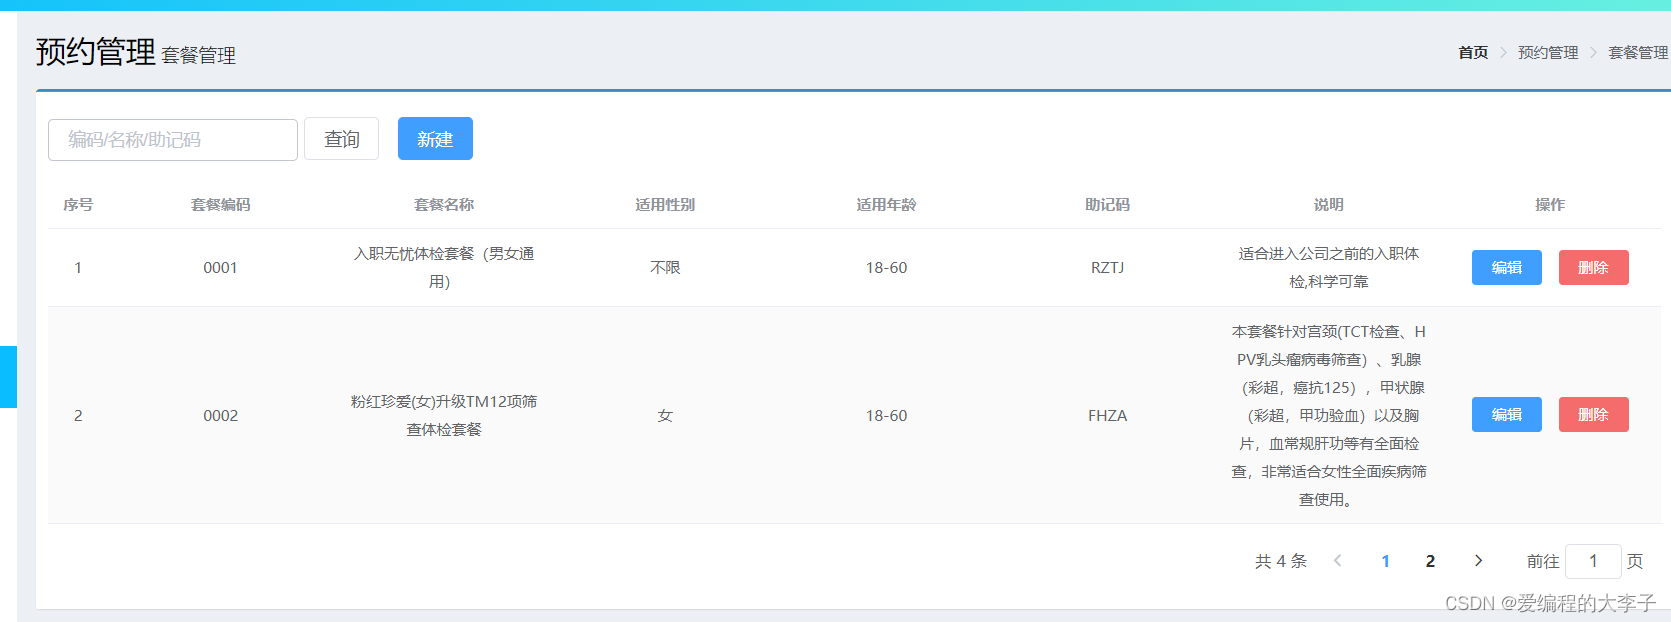 预约管理 套餐管理
首页 > 预约管理 > 套餐管理
编码/名称/助记码 查询 新建
序号 套餐编码 套餐名称 适用性别 适用年龄 助记码 说明 操作
1 0001 入职无忧体检套餐（男女通
用） 不限 18-60 RZTJ 适合进入公司之前的入职体
检,科学可靠 编辑 删除
2 0002 粉红珍爱(女)升级TM12项筛
查体检套餐 女 18-60 FHZA 本套餐针对宫颈(TCT检查、H
PV乳头瘤病毒筛查）、乳腺
（彩超，癌抗125），甲状腺
（彩超，甲功验血）以及胸
片，血常规肝功等有全面检
查，非常适合女性全面疾病筛
查使用。 编辑 删除
共 4 条 < 1 2 > 前往 1 页
CSDN @爱编程的大李子